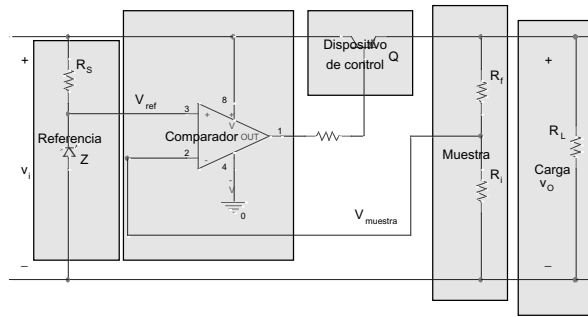 Dispositivo
de control
Q
+
R_S
V_ref
8
+
V
3
+
Comparador
OUT
1
R_f
+
Referencia
Z
2
-
4
-
V
0
Muestra
R_L
v_i
R_i
Carga
v_O
V_muestra
–
–